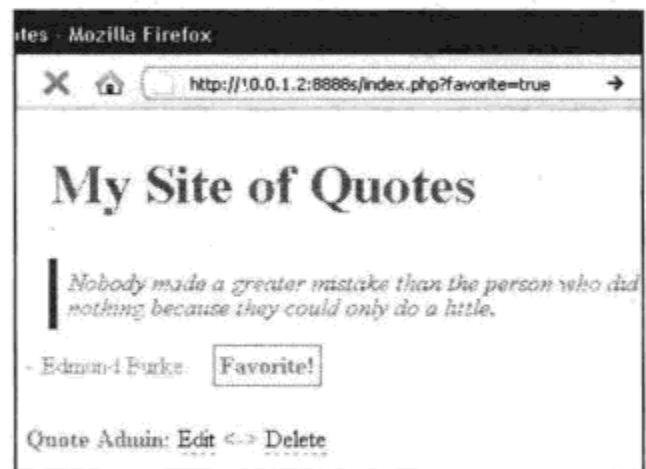 tes - Mozilla Firefox
http://10.0.1.2:8888s/index.php?favorite=true
My Site of Quotes
Nobody made a greater mistake than the person who did
nothing because they could only do a little.
- Edmund Burke Favorite!
Quote Admin: Edit <-> Delete